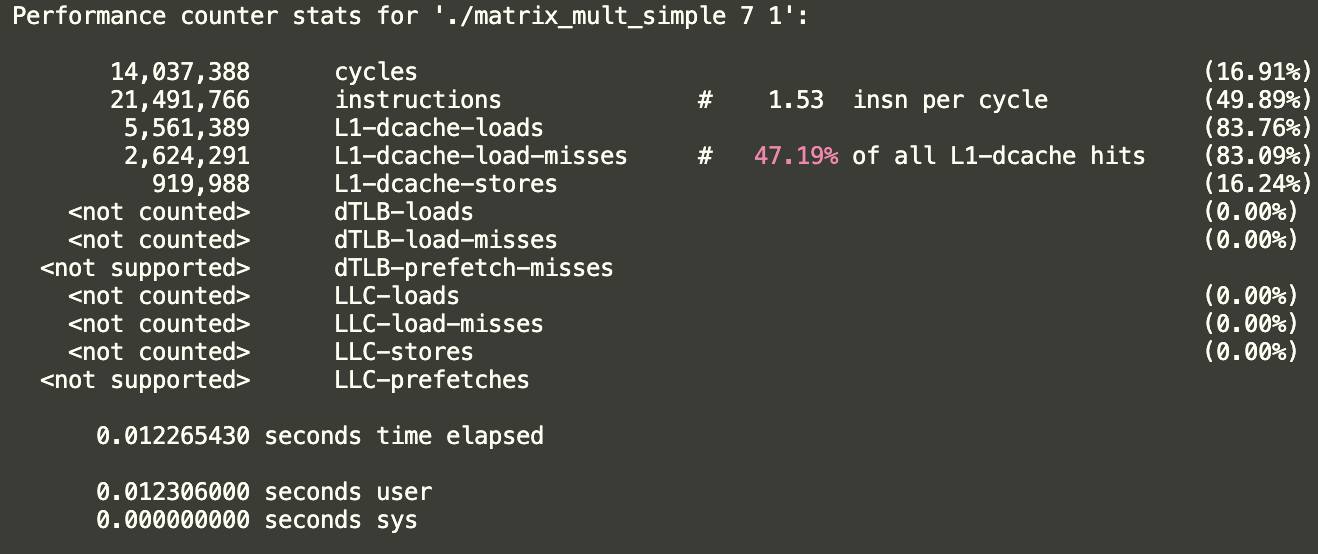 Performance counter stats for './matrix_mult_simple 7 1':
14,037,388 cycles (16.91%)
21,491,766 instructions # 1.53 insn per cycle (49.89%)
5,561,389 L1-dcache-loads (83.76%)
2,624,291 L1-dcache-load-misses # 47.19% of all L1-dcache hits (83.09%)
919,988 L1-dcache-stores (16.24%)
<not counted> dTLB-loads (0.00%)
<not counted> dTLB-load-misses (0.00%)
<not supported> dTLB-prefetch-misses
<not counted> LLC-loads (0.00%)
<not counted> LLC-load-misses (0.00%)
<not counted> LLC-stores (0.00%)
<not supported> LLC-prefetches
0.012265430 seconds time elapsed
0.012306000 seconds user
0.000000000 seconds sys